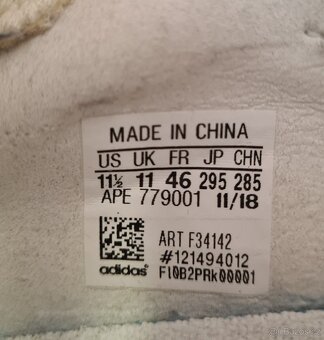 MADE IN CHINA
US UK FR JP CHN
11½ 11 46 295 285
APE 779001 11/18
ART F34142
#121494012
adidas F10B2PRk00001